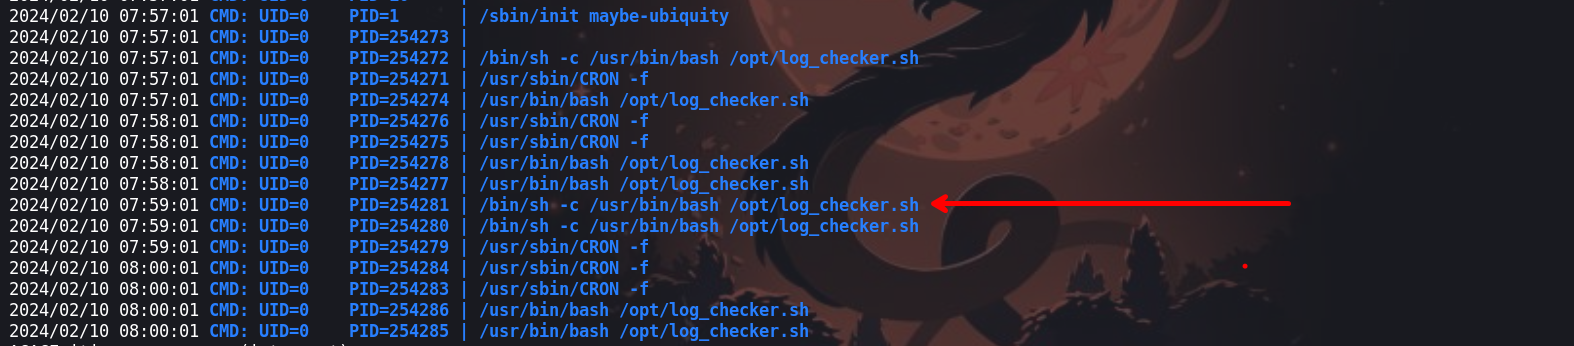 2024/02/10 07:57:01 CMD: UID=0    PID=1      | /sbin/init maybe-ubiquity
2024/02/10 07:57:01 CMD: UID=0    PID=254273 |
2024/02/10 07:57:01 CMD: UID=0    PID=254272 | /bin/sh -c /usr/bin/bash /opt/log_checker.sh
2024/02/10 07:57:01 CMD: UID=0    PID=254271 | /usr/sbin/CRON -f
2024/02/10 07:57:01 CMD: UID=0    PID=254274 | /usr/bin/bash /opt/log_checker.sh
2024/02/10 07:58:01 CMD: UID=0    PID=254276 | /usr/sbin/CRON -f
2024/02/10 07:58:01 CMD: UID=0    PID=254275 | /usr/sbin/CRON -f
2024/02/10 07:58:01 CMD: UID=0    PID=254278 | /usr/bin/bash /opt/log_checker.sh
2024/02/10 07:58:01 CMD: UID=0    PID=254277 | /usr/bin/bash /opt/log_checker.sh
2024/02/10 07:59:01 CMD: UID=0    PID=254281 | /bin/sh -c /usr/bin/bash /opt/log_checker.sh
2024/02/10 07:59:01 CMD: UID=0    PID=254280 | /bin/sh -c /usr/bin/bash /opt/log_checker.sh
2024/02/10 07:59:01 CMD: UID=0    PID=254279 | /usr/sbin/CRON -f
2024/02/10 08:00:01 CMD: UID=0    PID=254284 | /usr/sbin/CRON -f
2024/02/10 08:00:01 CMD: UID=0    PID=254283 | /usr/sbin/CRON -f
2024/02/10 08:00:01 CMD: UID=0    PID=254286 | /usr/bin/bash /opt/log_checker.sh
2024/02/10 08:00:01 CMD: UID=0    PID=254285 | /usr/bin/bash /opt/log_checker.sh